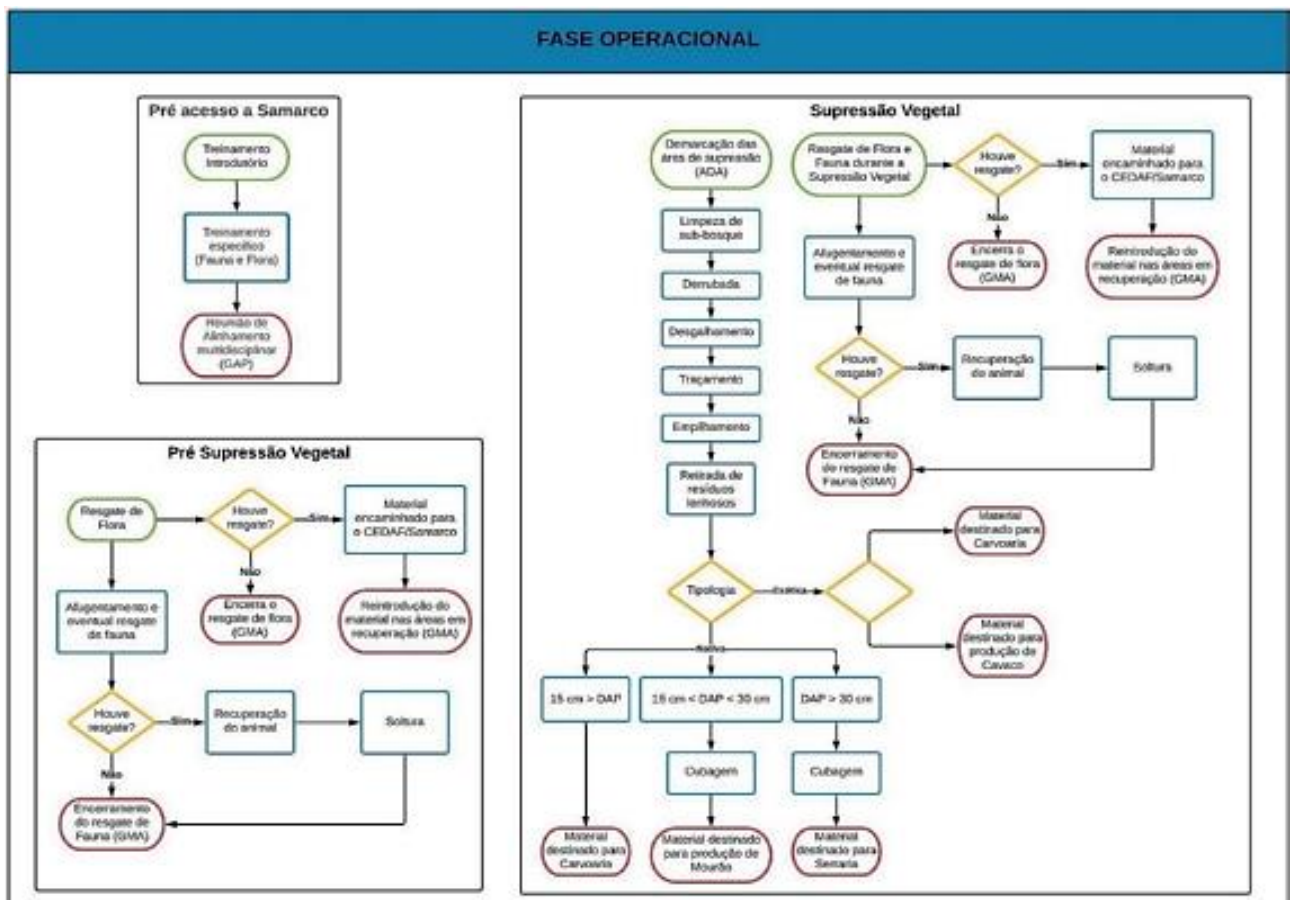 FASE OPERACIONAL
Pré acesso a Samarco
Treinamento
Introdutório
Treinamento
específico
(Fauna e Flora)
Reunião de
Alinhamento
multidisciplinar
(GAP)
Pré Supressão Vegetal
Resgate de
Flora
Houve
resgate?
Sim
Material
encaminhado para
o CEDAF/Samarco
Não
Encerra o
resgate de flora
(GMA)
Reintrodução do
material nas áreas em
recuperação (GMA)
Afugentamento e
eventual resgate
de fauna
Houve
resgate?
Sim
Recuperação
do animal
Soltura
Não
Encerramento
do resgate de
Fauna (GMA)
Supressão Vegetal
Demarcação das
área de supressão
(ADA)
Limpeza de
sub-bosque
Derrubada
Desgalhamento
Traçamento
Empilhamento
Retirada de
resíduos
lenhosos
Tipologia
Resgate de Flora e
Fauna durante a
Supressão Vegetal
Houve
resgate?
Sim
Material
encaminhado para
o CEDAF/Samarco
Não
Encerra o
resgate de flora
(GMA)
Reintrodução do
material nas áreas em
recuperação (GMA)
Afugentamento e
eventual resgate
de fauna
Houve
resgate?
Sim
Recuperação
do animal
Soltura
Não
Encerramento
do resgate de
Fauna (GMA)
Material
destinado para
Carvoaria
Material
destinado para
produção de
Cavaco
15 cm > DAP
15 cm < DAP < 30 cm
DAP > 30 cm
Cubagem
Cubagem
Material
destinado para
Carvoaria
Material destinado
para produção de
Mourão
Material
destinado para
Serraria